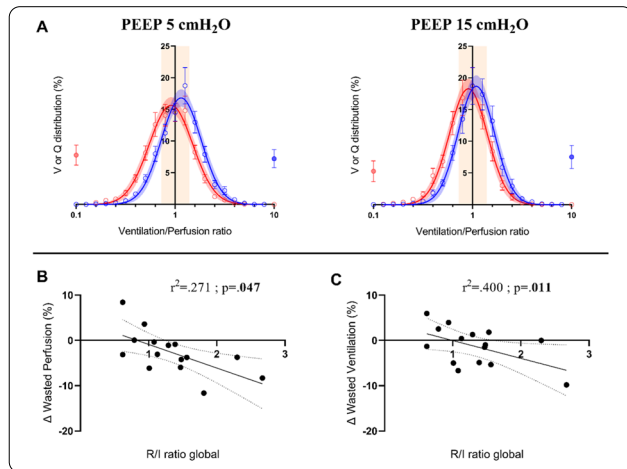 A
PEEP 5 cmH₂O
PEEP 15 cmH₂O
V or Q distribution (%)
25
20
15
10
5
0.1
1
10
Ventilation/Perfusion ratio
V or Q distribution (%)
25
20
15
10
5
0.1
1
10
Ventilation/Perfusion ratio
B
r²=.271 ; p=.047
Δ Wasted Perfusion (%)
10
0
-10
-20
1
2
3
R/I ratio global
C
r²=.400 ; p=.011
Δ Wasted Ventilation (%)
10
0
-10
-20
1
2
3
R/I ratio global